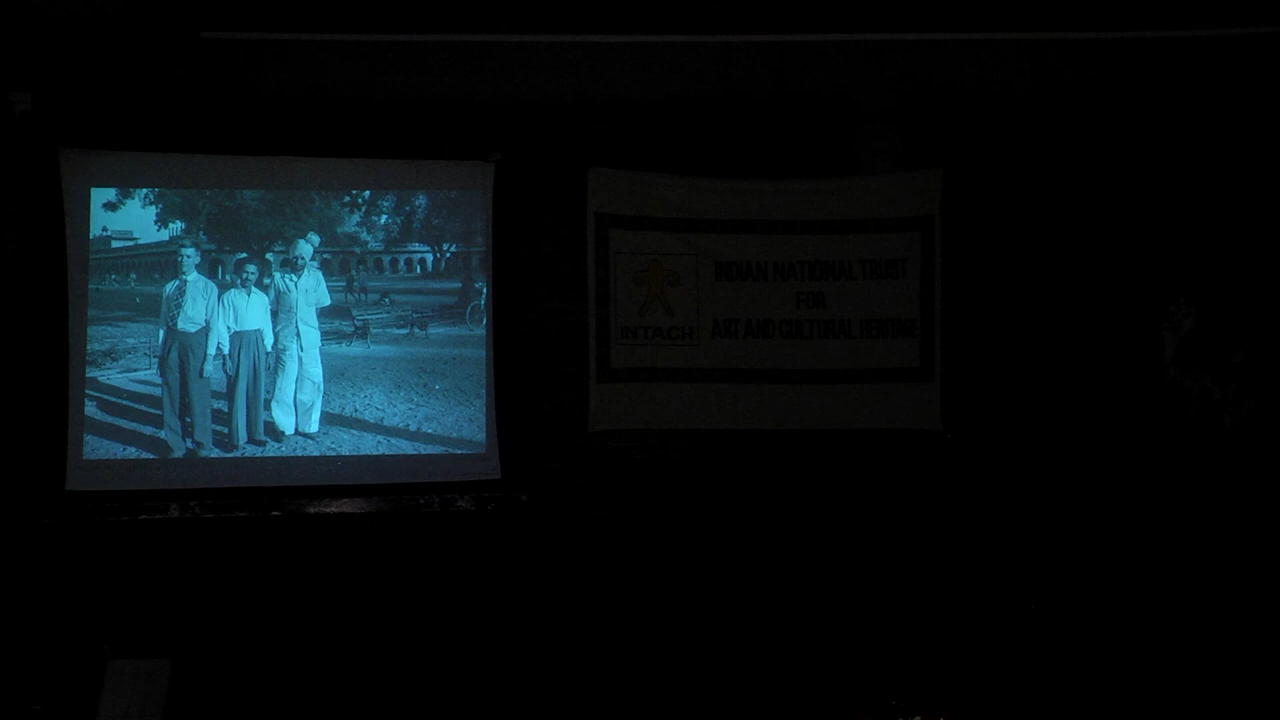 INTACH
INDIAN NATIONAL TRUST
FOR
ART AND CULTURAL HERITAGE